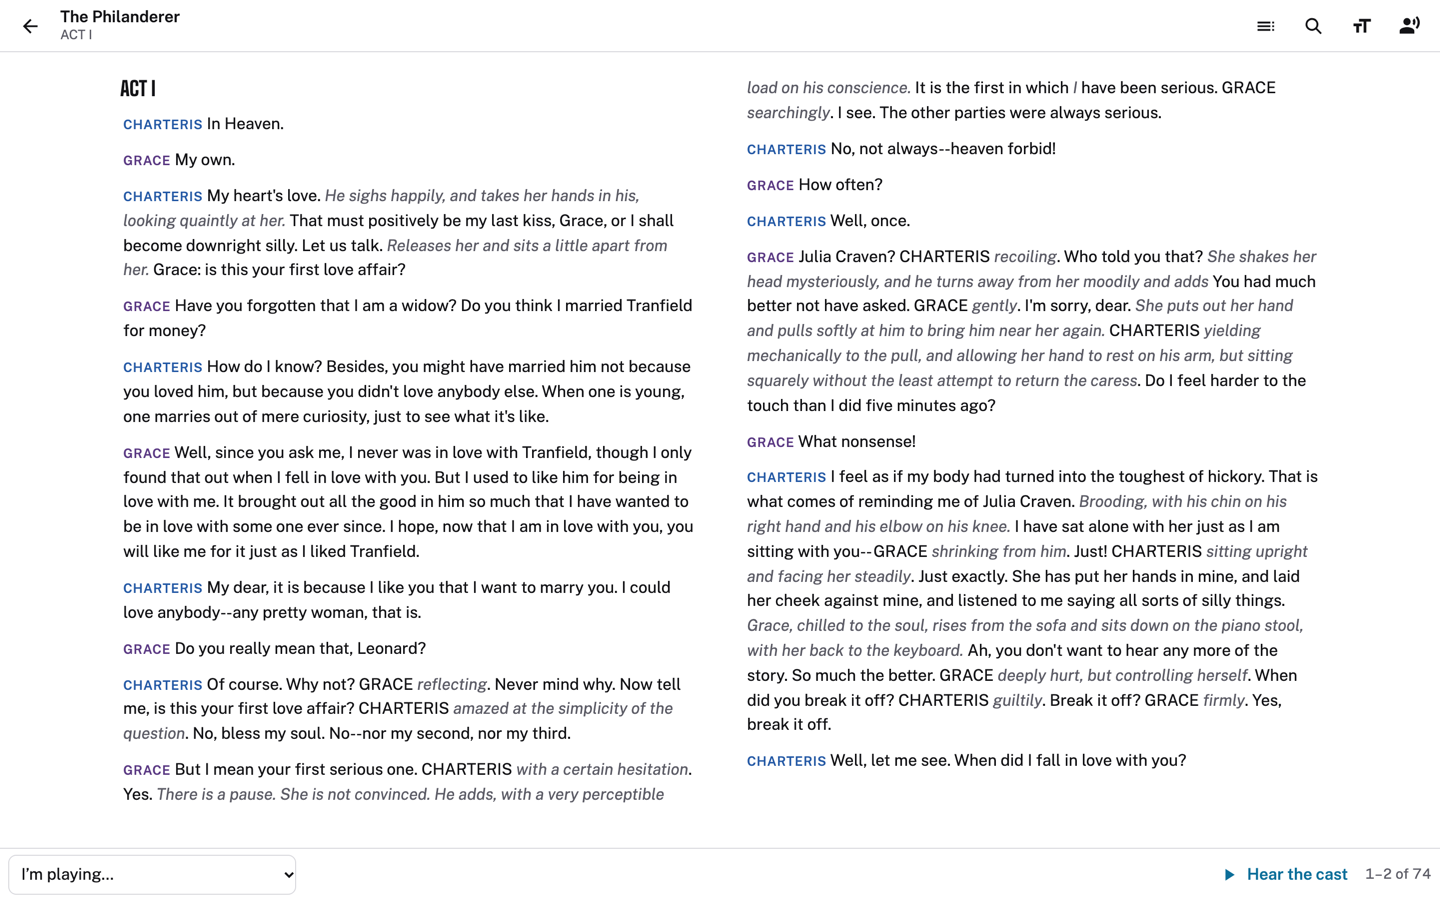 The Philanderer
ACT I
ACT I
CHARTERIS In Heaven.
GRACE My own.
CHARTERIS My heart's love. He sighs happily, and takes her hands in his,
looking quaintly at her. That must positively be my last kiss, Grace, or I shall
become downright silly. Let us talk. Releases her and sits a little apart from
her. Grace: is this your first love affair?
GRACE Have you forgotten that I am a widow? Do you think I married Tranfield
for money?
CHARTERIS How do I know? Besides, you might have married him not because
you loved him, but because you didn't love anybody else. When one is young,
one marries out of mere curiosity, just to see what it's like.
GRACE Well, since you ask me, I never was in love with Tranfield, though I only
found that out when I fell in love with you. But I used to like him for being in
love with me. It brought out all the good in him so much that I have wanted to
be in love with some one ever since. I hope, now that I am in love with you, you
will like me for it just as I liked Tranfield.
CHARTERIS My dear, it is because I like you that I want to marry you. I could
love anybody--any pretty woman, that is.
GRACE Do you really mean that, Leonard?
CHARTERIS Of course. Why not? GRACE reflecting. Never mind why. Now tell
me, is this your first love affair? CHARTERIS amazed at the simplicity of the
question. No, bless my soul. No--nor my second, nor my third.
GRACE But I mean your first serious one. CHARTERIS with a certain hesitation.
Yes. There is a pause. She is not convinced. He adds, with a very perceptible
load on his conscience. It is the first in which I have been serious. GRACE
searchingly. I see. The other parties were always serious.
CHARTERIS No, not always--heaven forbid!
GRACE How often?
CHARTERIS Well, once.
GRACE Julia Craven? CHARTERIS recoiling. Who told you that? She shakes her
head mysteriously, and he turns away from her moodily and adds You had much
better not have asked. GRACE gently. I'm sorry, dear. She puts out her hand
and pulls softly at him to bring him near her again. CHARTERIS yielding
mechanically to the pull, and allowing her hand to rest on his arm, but sitting
squarely without the least attempt to return the caress. Do I feel harder to the
touch than I did five minutes ago?
GRACE What nonsense!
CHARTERIS I feel as if my body had turned into the toughest of hickory. That is
what comes of reminding me of Julia Craven. Brooding, with his chin on his
right hand and his elbow on his knee. I have sat alone with her just as I am
sitting with you--GRACE shrinking from him. Just! CHARTERIS sitting upright
and facing her steadily. Just exactly. She has put her hands in mine, and laid
her cheek against mine, and listened to me saying all sorts of silly things.
Grace, chilled to the soul, rises from the sofa and sits down on the piano stool,
with her back to the keyboard. Ah, you don't want to hear any more of the
story. So much the better. GRACE deeply hurt, but controlling herself. When
did you break it off? CHARTERIS guiltily. Break it off? GRACE firmly. Yes,
break it off.
CHARTERIS Well, let me see. When did I fall in love with you?
I'm playing...
Hear the cast
1–2 of 74